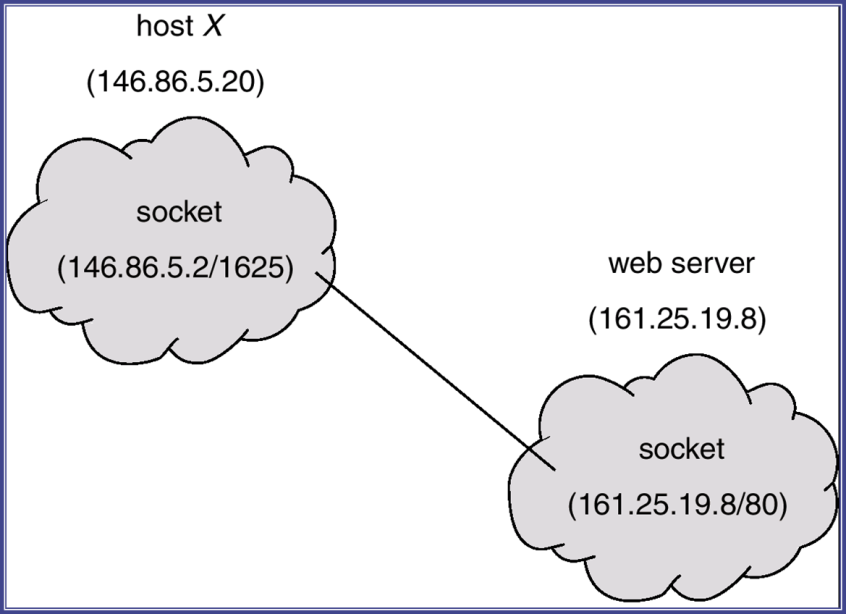 host X
(146.86.5.20)
socket
(146.86.5.2/1625)
web server
(161.25.19.8)
socket
(161.25.19.8/80)